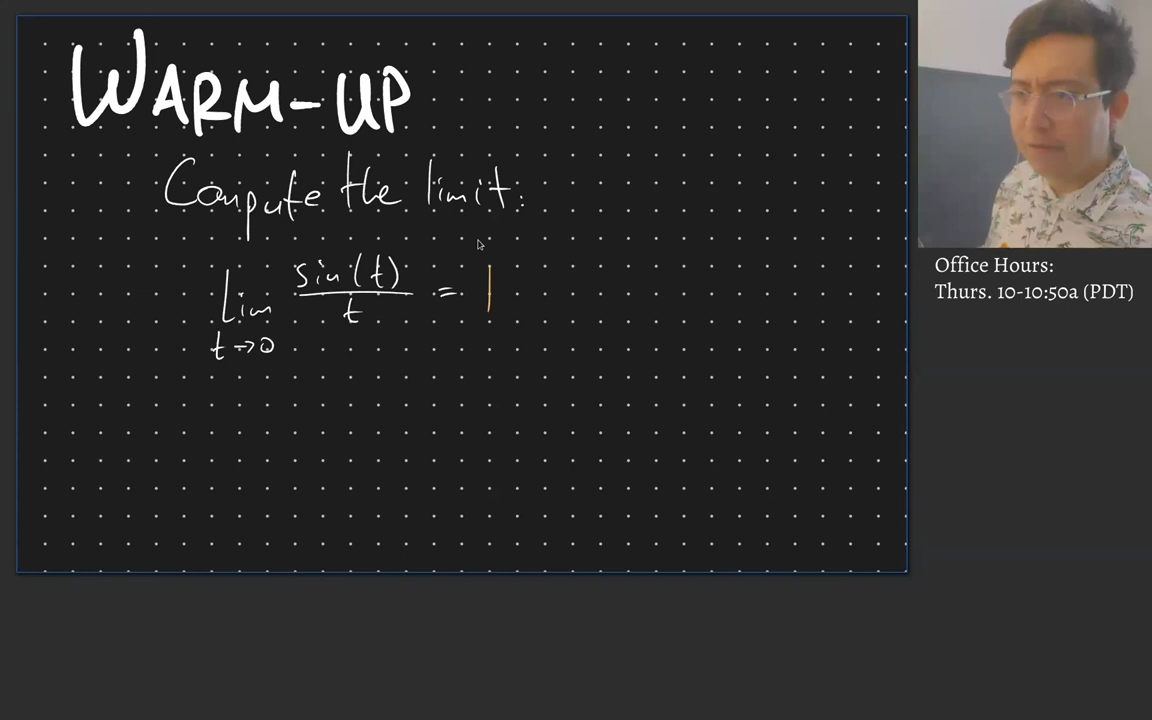 WARM-UP
Compute the limit:
lim sin(t)/t = 1
t→0
Office Hours:
Thurs. 10-10:50a (PDT)